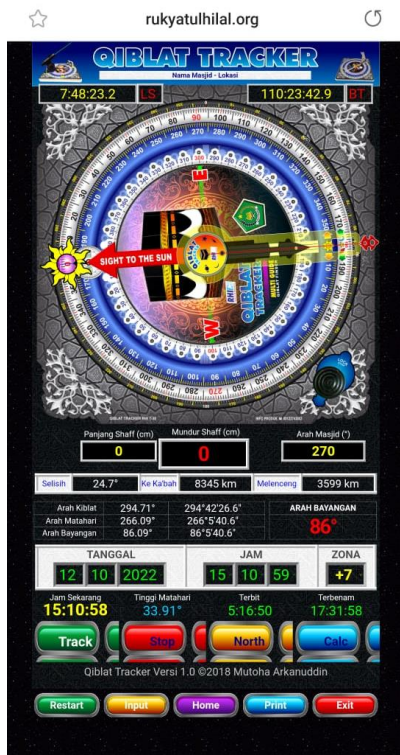 rukyatulhilal.org
QIBLAT TRACKER
Nama Masjid - Lokasi
7:48:23.2 LS 110:23:42.9 BT
SIGHT TO THE SUN
E
W
QIBLAT
TRACKER
Panjang Shaff (cm) Mundur Shaff (cm) Arah Masjid (°)
0 0 270
Selisih 24.7° Ke Ka'bah 8345 km Melenceng 3599 km
Arah Kiblat 294.71° 294°42'26.6" ARAH BAYANGAN
Arah Matahari 266.09° 266°5'40.6" 86°
Arah Bayangan 86.09° 86°5'40.6"
TANGGAL JAM ZONA
12 10 2022 15 10 59 +7
Jam Sekarang Tinggi Matahari Terbit Terbenam
15:10:58 33.91° 5:16:50 17:31:58
Track Stop North Calc
Qiblat Tracker Versi 1.0 ©2018 Mutoha Arkanuddin
Restart Input Home Print Exit